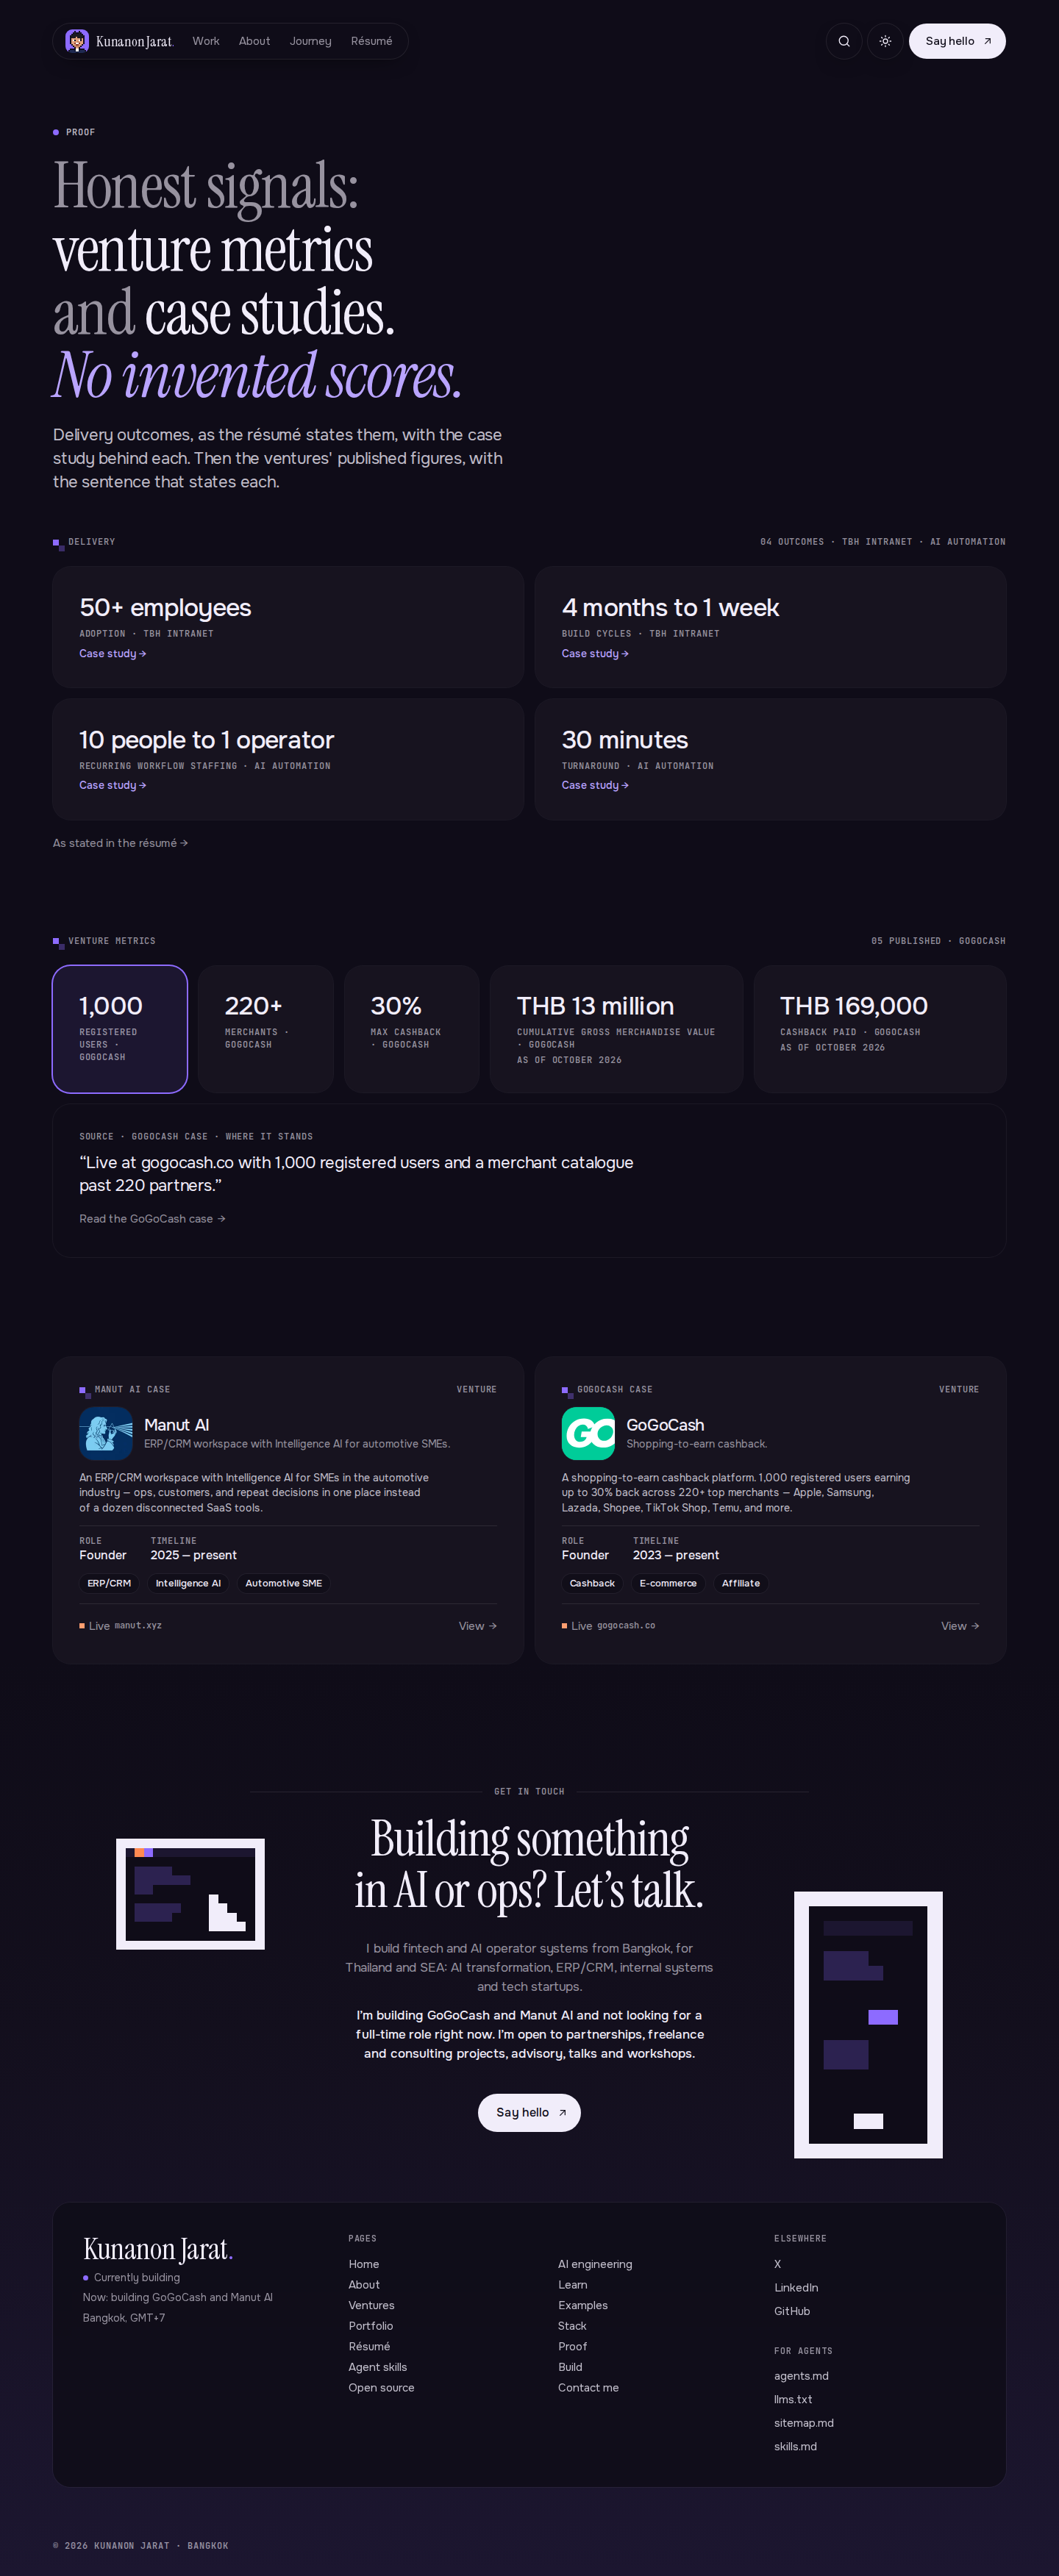 Kunanon Jarat.
Work
About
Journey
Résumé
Say hello
PROOF
Honest signals:
venture metrics
and case studies.
No invented scores.
Delivery outcomes, as the résumé states them, with the case
study behind each. Then the ventures' published figures, with
the sentence that states each.
DELIVERY
04 OUTCOMES · TBH INTRANET · AI AUTOMATION
50+ employees
ADOPTION · TBH INTRANET
Case study →
4 months to 1 week
BUILD CYCLES · TBH INTRANET
Case study →
10 people to 1 operator
RECURRING WORKFLOW STAFFING · AI AUTOMATION
Case study →
30 minutes
TURNAROUND · AI AUTOMATION
Case study →
As stated in the résumé →
VENTURE METRICS
05 PUBLISHED · GOGOCASH
1,000
REGISTERED
USERS ·
GOGOCASH
220+
MERCHANTS ·
GOGOCASH
30%
MAX CASHBACK
· GOGOCASH
THB 13 million
CUMULATIVE GROSS MERCHANDISE VALUE
· GOGOCASH
AS OF OCTOBER 2026
THB 169,000
CASHBACK PAID · GOGOCASH
AS OF OCTOBER 2026
SOURCE · GOGOCASH CASE · WHERE IT STANDS
“Live at gogocash.co with 1,000 registered users and a merchant catalogue
past 220 partners.”
Read the GoGoCash case →
MANUT AI CASE
VENTURE
Manut AI
ERP/CRM workspace with Intelligence AI for automotive SMEs.
An ERP/CRM workspace with Intelligence AI for SMEs in the automotive
industry — ops, customers, and repeat decisions in one place instead
of a dozen disconnected SaaS tools.
ROLE
Founder
TIMELINE
2025 — present
ERP/CRM
Intelligence AI
Automotive SME
Live manut.xyz
View →
GOGOCASH CASE
VENTURE
GO
GoGoCash
Shopping-to-earn cashback.
A shopping-to-earn cashback platform. 1,000 registered users earning
up to 30% back across 220+ top merchants — Apple, Samsung,
Lazada, Shopee, TikTok Shop, Temu, and more.
ROLE
Founder
TIMELINE
2023 — present
Cashback
E-commerce
Affiliate
Live gogocash.co
View →
GET IN TOUCH
Building something
in AI or ops? Let’s talk.
I build fintech and AI operator systems from Bangkok, for
Thailand and SEA: AI transformation, ERP/CRM, internal systems
and tech startups.
I’m building GoGoCash and Manut AI and not looking for a
full-time role right now. I’m open to partnerships, freelance
and consulting projects, advisory, talks and workshops.
Say hello
Kunanon Jarat.
Currently building
Now: building GoGoCash and Manut AI
Bangkok, GMT+7
PAGES
Home
About
Ventures
Portfolio
Résumé
Agent skills
Open source
AI engineering
Learn
Examples
Stack
Proof
Build
Contact me
ELSEWHERE
X
LinkedIn
GitHub
FOR AGENTS
agents.md
llms.txt
sitemap.md
skills.md
© 2026 KUNANON JARAT · BANGKOK